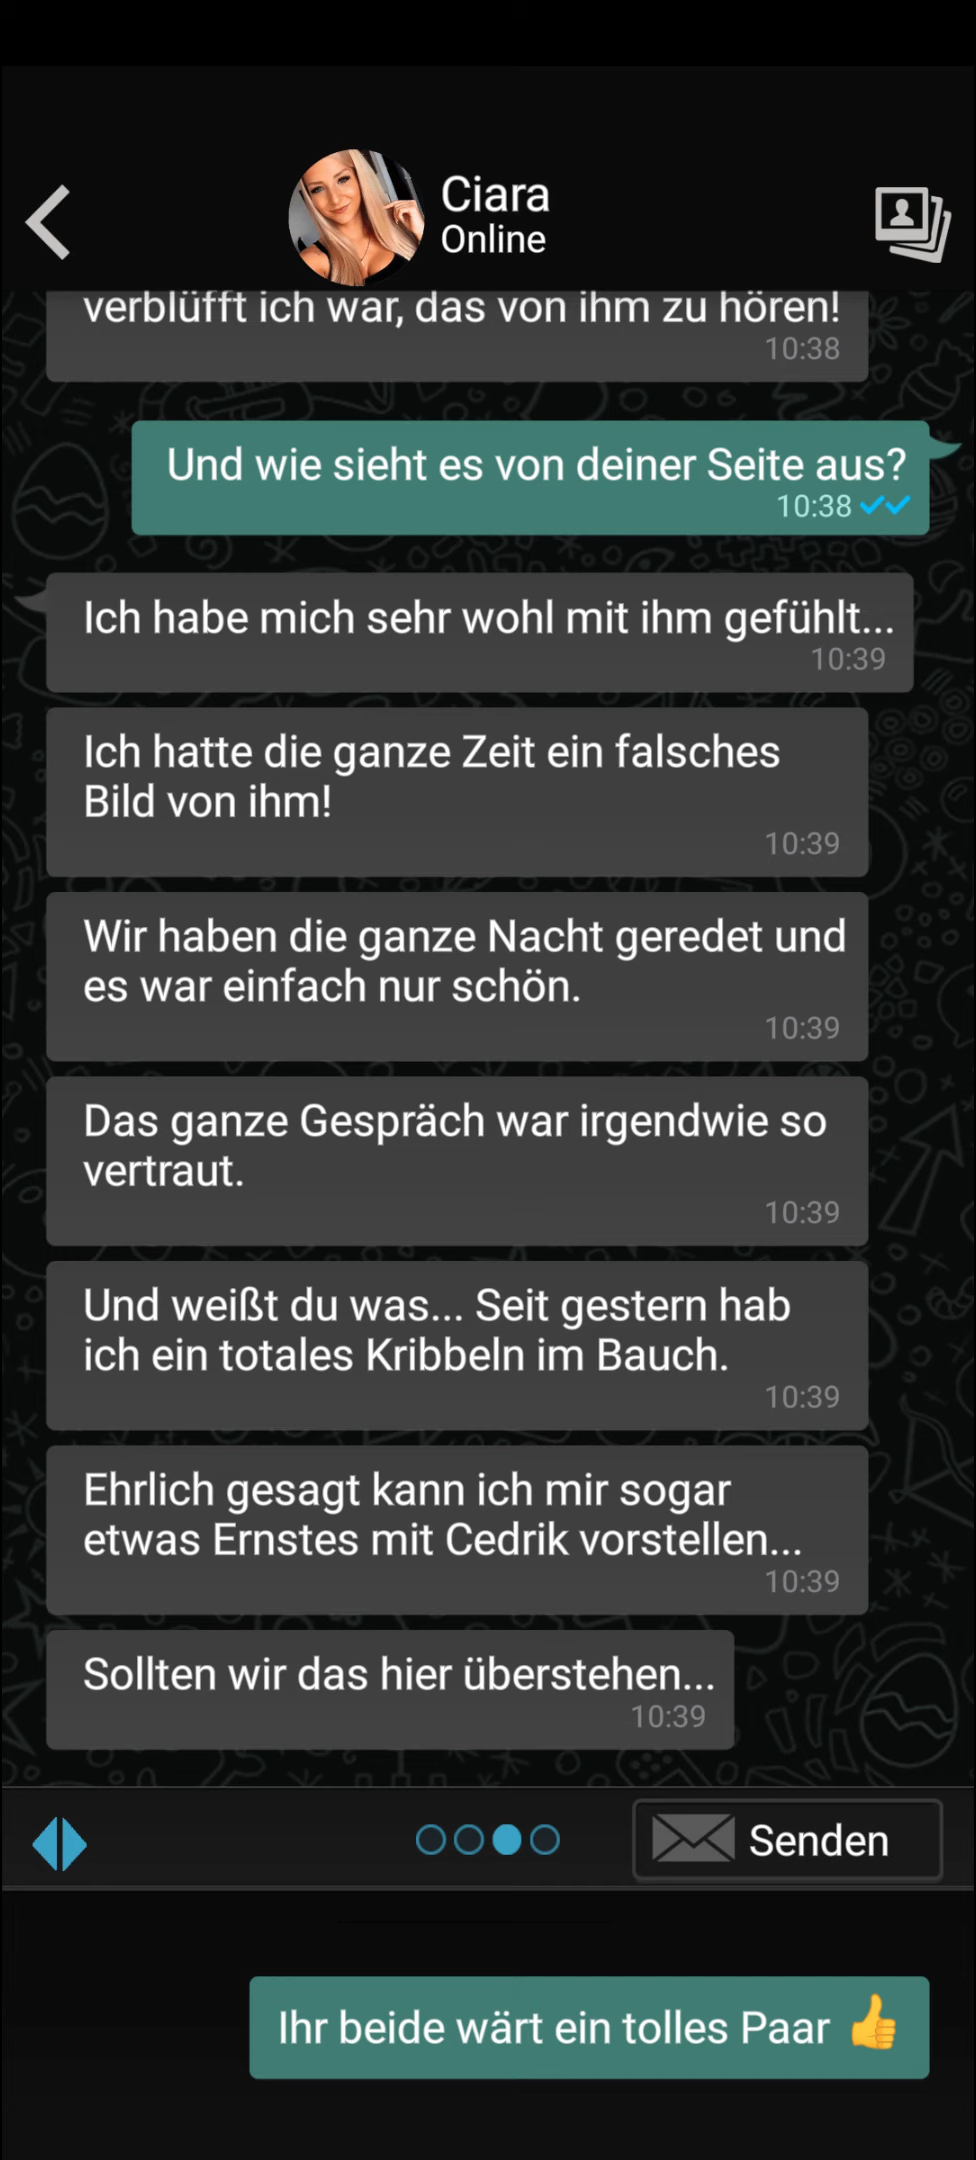 Ciara
Online
verblüfft ich war, das von ihm zu hören!
10:38
Und wie sieht es von deiner Seite aus?
10:38
Ich habe mich sehr wohl mit ihm gefühlt...
10:39
Ich hatte die ganze Zeit ein falsches
Bild von ihm!
10:39
Wir haben die ganze Nacht geredet und
es war einfach nur schön.
10:39
Das ganze Gespräch war irgendwie so
vertraut.
10:39
Und weißt du was... Seit gestern hab
ich ein totales Kribbeln im Bauch.
10:39
Ehrlich gesagt kann ich mir sogar
etwas Ernstes mit Cedrik vorstellen...
10:39
Sollten wir das hier überstehen...
10:39
Senden
Ihr beide wärt ein tolles Paar 👍